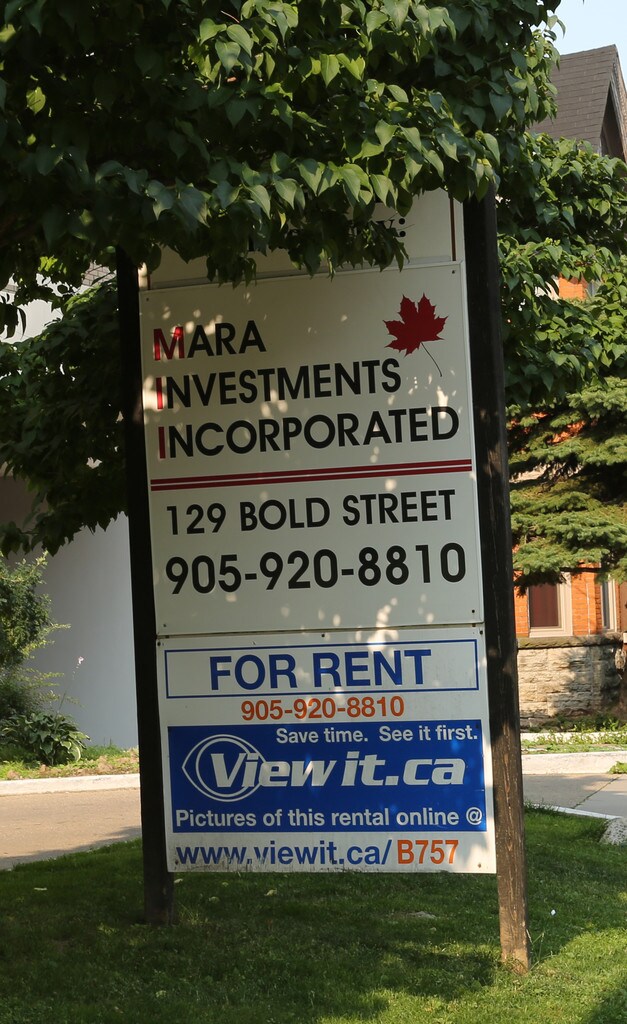 MARA
INVESTMENTS
INCORPORATED
129 BOLD STREET
905-920-8810
FOR RENT
905-920-8810
Save time. See it first.
Viewit.ca
Pictures of this rental online @
www.viewit.ca/B757